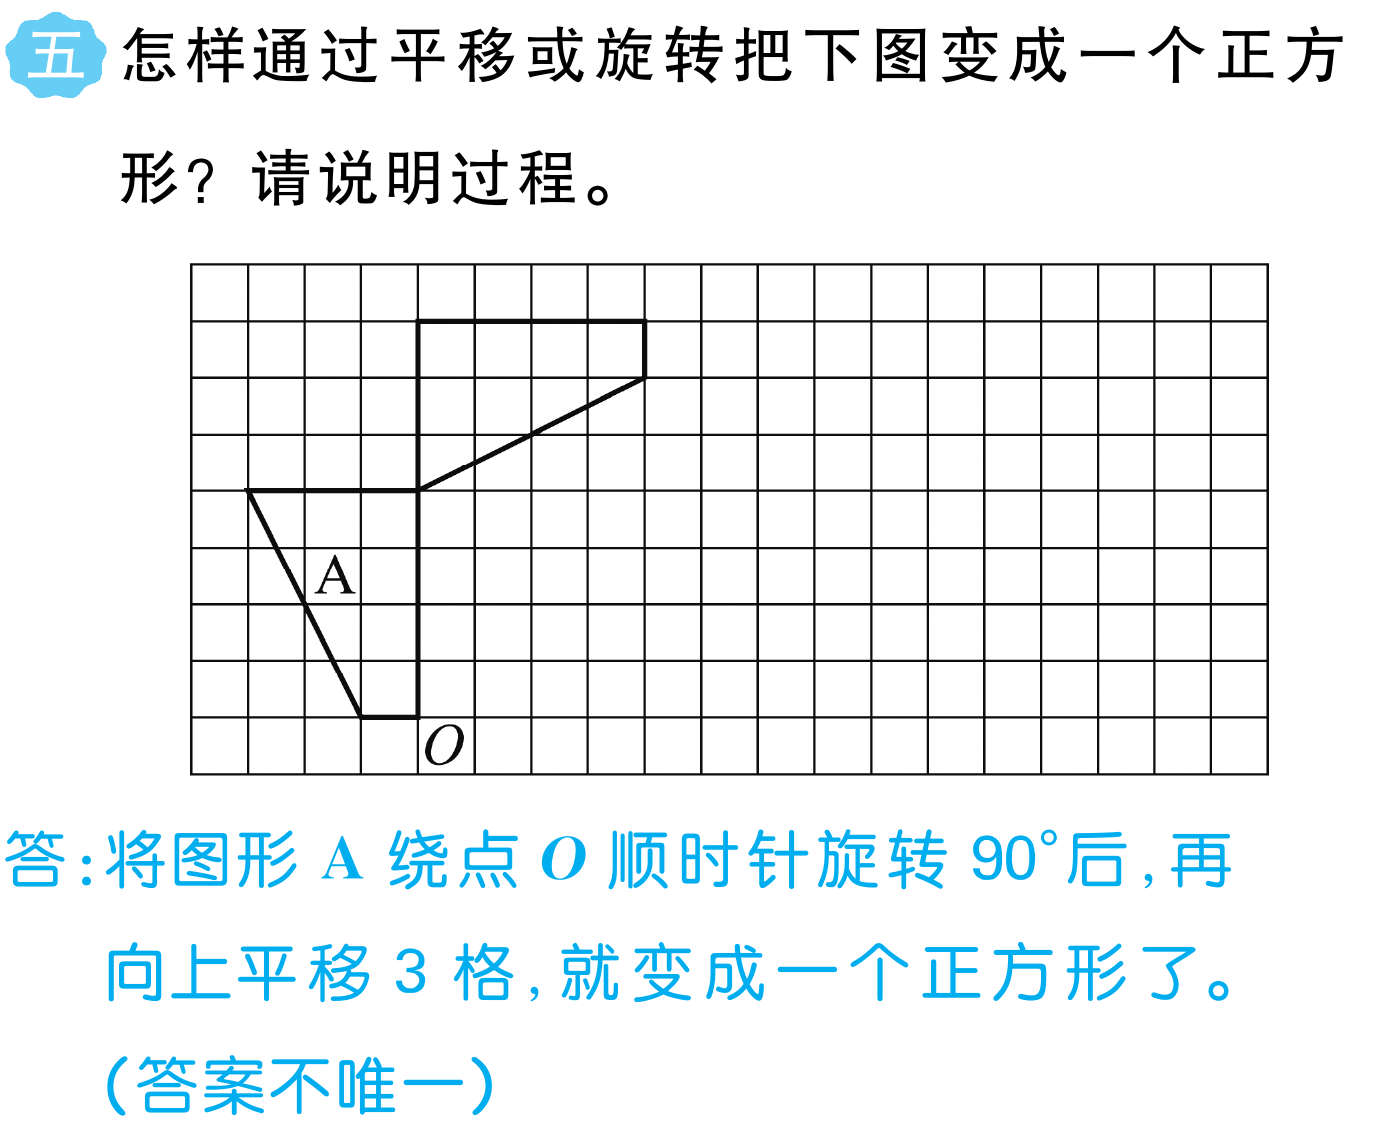 五 怎样通过平移或旋转把下图变成一个正方
形？请说明过程。
A
O
答：将图形 A 绕点 O 顺时针旋转 90°后，再
向上平移 3 格，就变成一个正方形了。
（答案不唯一）